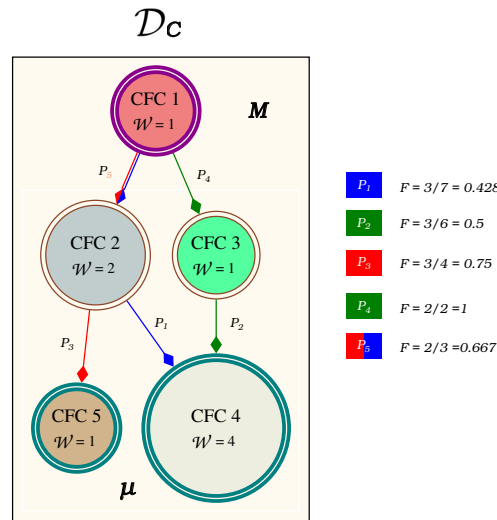 𝒟c
CFC 1
𝒲 = 1
M
P₅
P₄
CFC 2
𝒲 = 2
CFC 3
𝒲 = 1
P₃
P₁
P₂
CFC 5
𝒲 = 1
CFC 4
𝒲 = 4
μ
P₁ F = 3/7 = 0.428
P₂ F = 3/6 = 0.5
P₃ F = 3/4 = 0.75
P₄ F = 2/2 =1
P₅ F = 2/3 =0.667